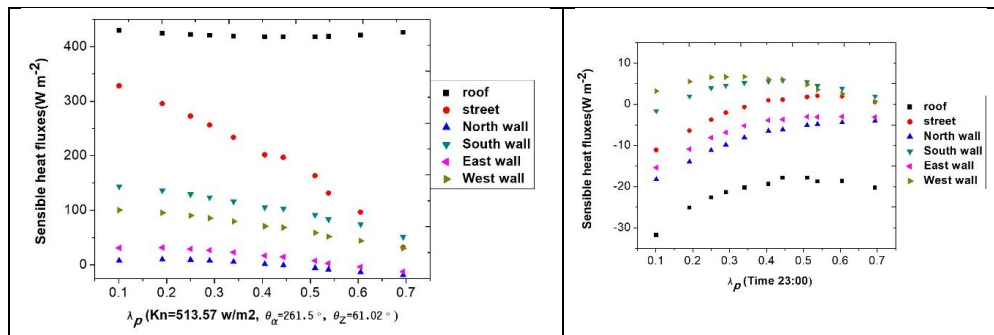 Sensible heat fluxes(W m-2)
400
300
200
100
0
roof
street
North wall
South wall
East wall
West wall
0.1 0.2 0.3 0.4 0.5 0.6 0.7
λp (Kn=513.57 w/m2, θα=261.5°, θZ=61.02°)
Sensible heat fluxes(W m-2)
10
0
-10
-20
-30
roof
street
North wall
South wall
East wall
West wall
0.1 0.2 0.3 0.4 0.5 0.6 0.7
λp (Time 23:00)